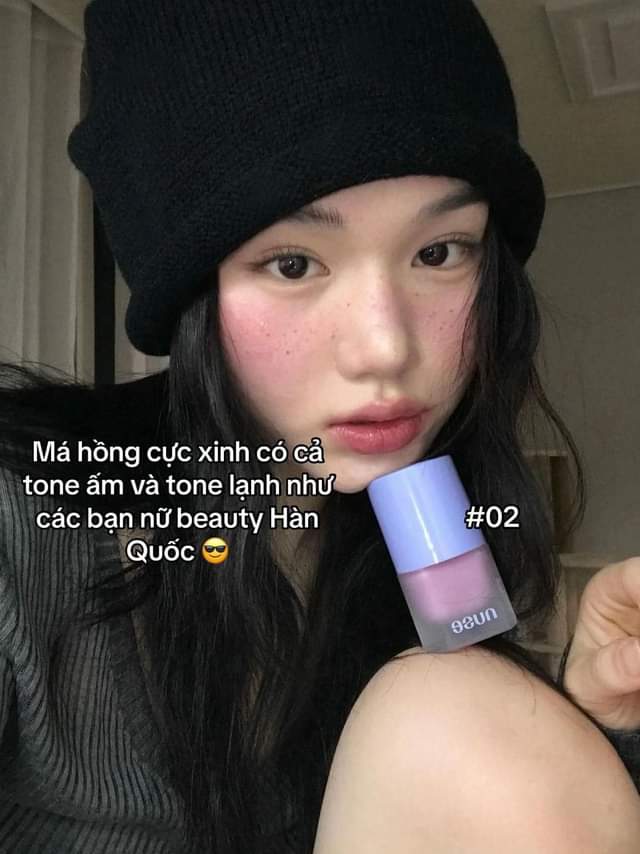 Má hồng cực xinh có cả
tone ấm và tone lạnh như
các bạn nữ beauty Hàn
Quốc 😎
#02
nuse